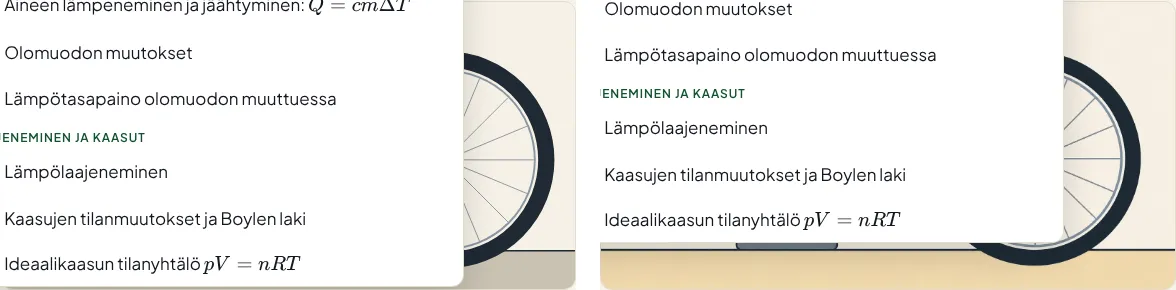 Aineen lämpeneminen ja jäähtyminen: Q = cmΔT
Olomuodon muutokset
Lämpötasapaino olomuodon muuttuessa
JENEMINEN JA KAASUT
Lämpölaajeneminen
Kaasujen tilanmuutokset ja Boylen laki
Ideaalikaasun tilanyhtälö pV = nRT
Olomuodon muutokset
Lämpötasapaino olomuodon muuttuessa
ENEMINEN JA KAASUT
Lämpölaajeneminen
Kaasujen tilanmuutokset ja Boylen laki
Ideaalikaasun tilanyhtälö pV = nRT